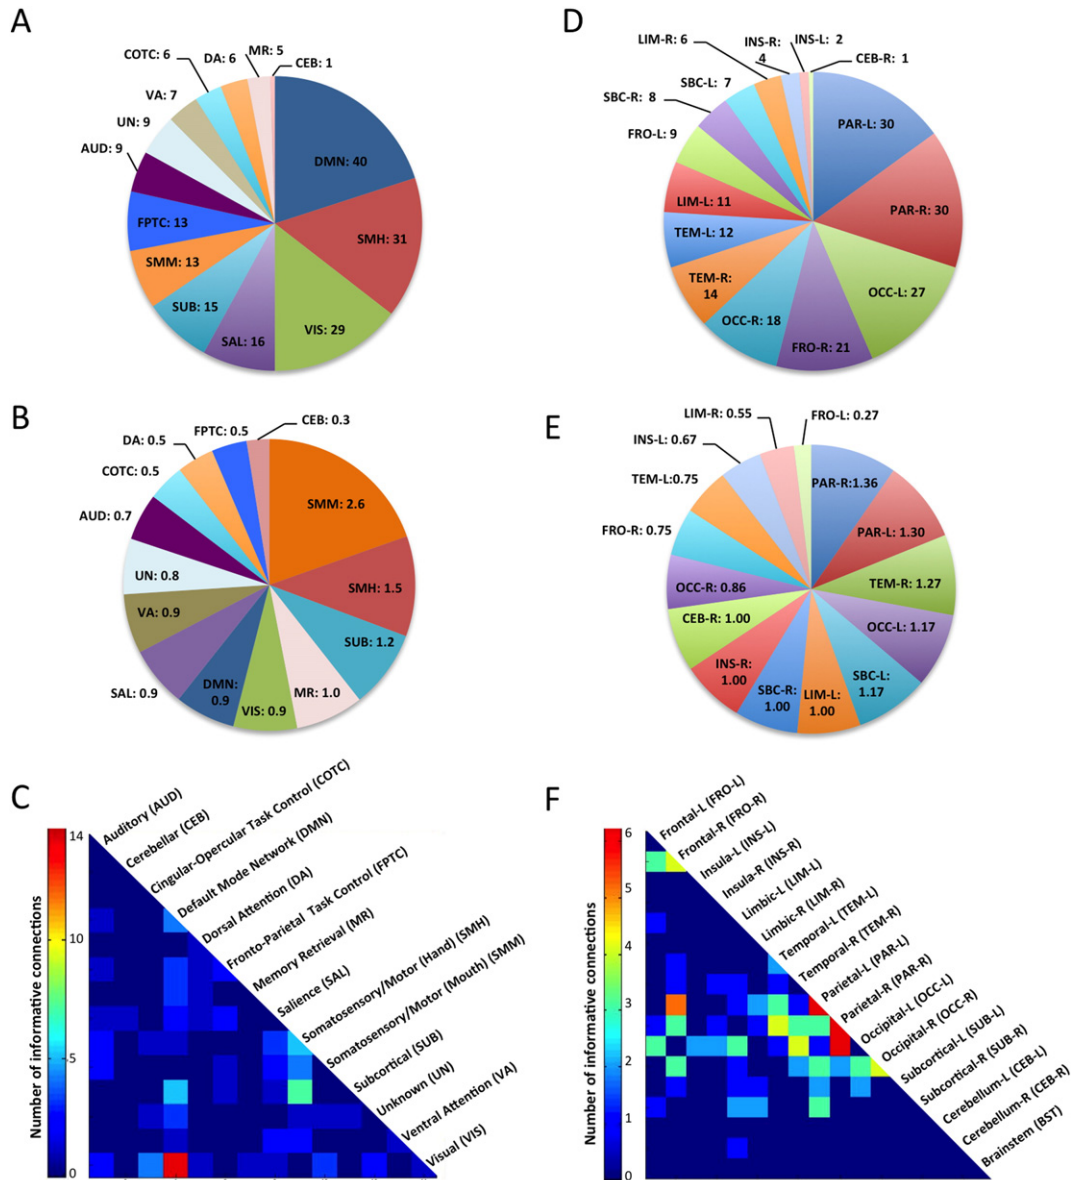 A
COTC: 6
DA: 6
MR: 5
CEB: 1
VA: 7
UN: 9
AUD: 9
FPTC: 13
SMM: 13
SUB: 15
SAL: 16
VIS: 29
SMH: 31
DMN: 40
D
LIM-R: 6
INS-R:
4
INS-L: 2
CEB-R: 1
SBC-L: 7
SBC-R: 8
FRO-L: 9
LIM-L: 11
TEM-L: 12
TEM-R:
14
OCC-R: 18
FRO-R: 21
OCC-L: 27
PAR-R: 30
PAR-L: 30
B
DA: 0.5
FPTC: 0.5
CEB: 0.3
COTC: 0.5
AUD: 0.7
UN: 0.8
VA: 0.9
SAL: 0.9
DMN:
0.9
VIS: 0.9
MR: 1.0
SUB: 1.2
SMH: 1.5
SMM: 2.6
E
LIM-R: 0.55
FRO-L: 0.27
INS-L: 0.67
TEM-L:0.75
FRO-R: 0.75
OCC-R: 0.86
CEB-R: 1.00
INS-R:
1.00
SBC-R:
1.00
LIM-L:
1.00
SBC-L:
1.17
OCC-L: 1.17
TEM-R: 1.27
PAR-L: 1.30
PAR-R:1.36
C
Number of informative connections
14
10
5
0
Auditory (AUD)
Cerebellar (CEB)
Cingular-Opercular Task Control (COTC)
Default Mode Network (DMN)
Dorsal Attention (DA)
Fronto-Parietal Task Control (FPTC)
Memory Retrieval (MR)
Salience (SAL)
Somatosensory/Motor (Hand) (SMH)
Somatosensory/Motor (Mouth) (SMM)
Subcortical (SUB)
Unknown (UN)
Ventral Attention (VA)
Visual (VIS)
F
Number of informative connections
6
5
4
3
2
1
0
Frontal-L (FRO-L)
Frontal-R (FRO-R)
Insula-L (INS-L)
Insula-R (INS-R)
Limbic-L (LIM-L)
Limbic-R (LIM-R)
Temporal-L (TEM-L)
Temporal-R (TEM-R)
Parietal-L (PAR-L)
Parietal-R (PAR-R)
Occipital-L (OCC-L)
Occipital-R (OCC-R)
Subcortical-L (SUB-L)
Subcortical-R (SUB-R)
Cerebellum-L (CEB-L)
Cerebellum-R (CEB-R)
Brainstem (BST)